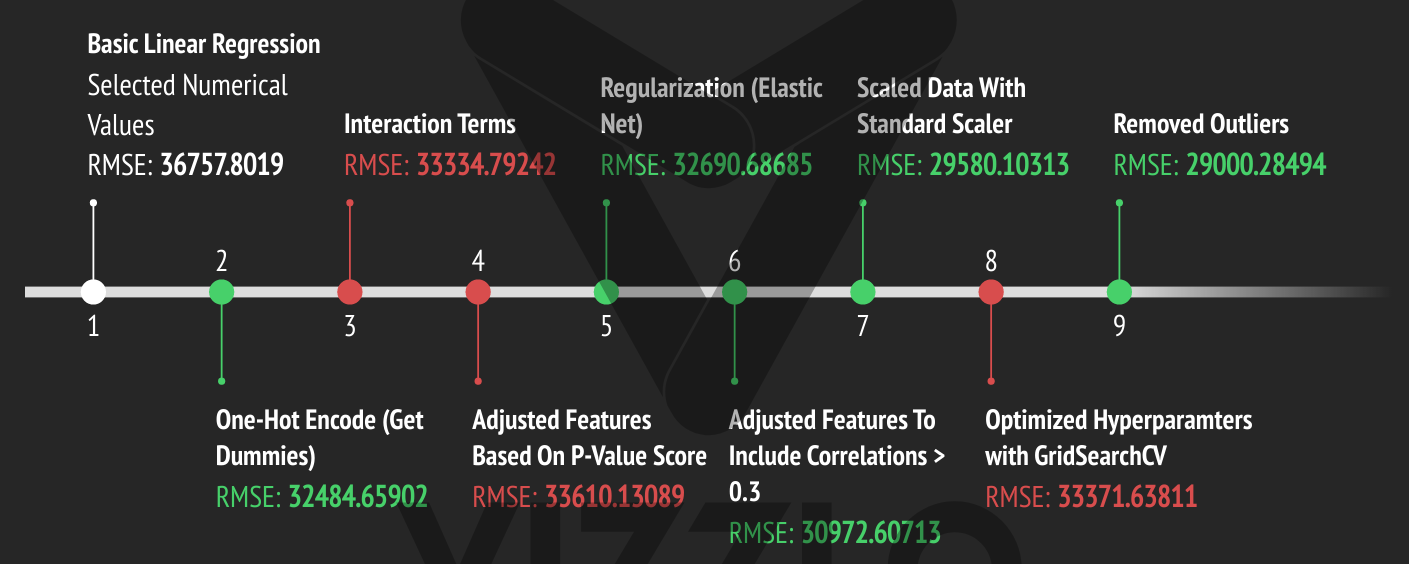 Basic Linear Regression
Selected Numerical
Values
RMSE: 36757.8019
1
2
One-Hot Encode (Get
Dummies)
RMSE: 32484.65902
Interaction Terms
RMSE: 33334.79242
3
4
Adjusted Features
Based On P-Value Score
RMSE: 33610.13089
Regularization (Elastic
Net)
RMSE: 32690.68685
5
6
Adjusted Features To
Include Correlations >
0.3
RMSE: 30972.60713
Scaled Data With
Standard Scaler
RMSE: 29580.10313
7
8
Optimized Hyperparamters
with GridSearchCV
RMSE: 33371.63811
Removed Outliers
RMSE: 29000.28494
9
VIZZLO